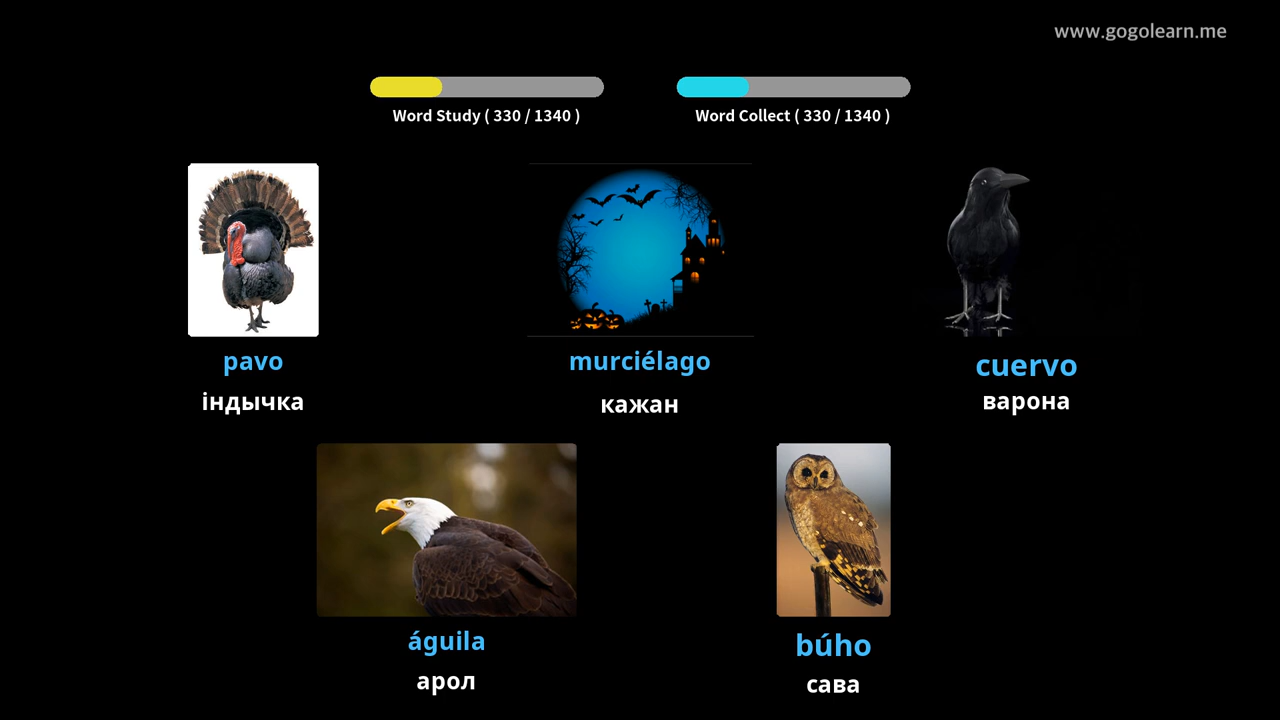 www.gogolearn.me
Word Study ( 330 / 1340 )
Word Collect ( 330 / 1340 )
pavo
індычка
murciélago
кажан
cuervo
варона
águila
арол
búho
сава